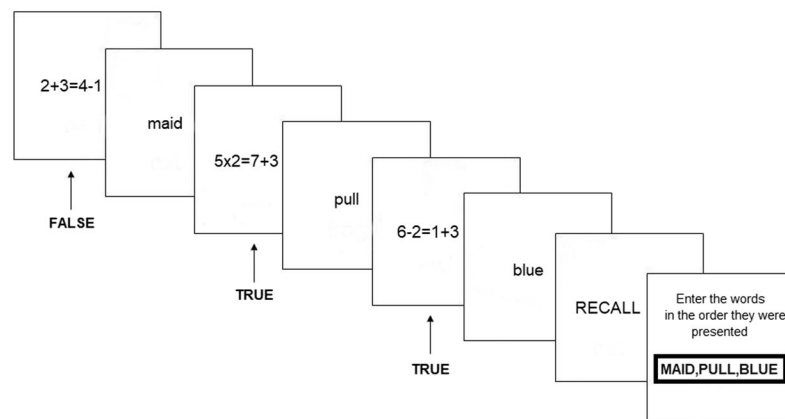 2+3=4-1
FALSE
maid
5x2=7+3
TRUE
pull
6-2=1+3
TRUE
blue
RECALL
Enter the words
in the order they were
presented
MAID,PULL,BLUE